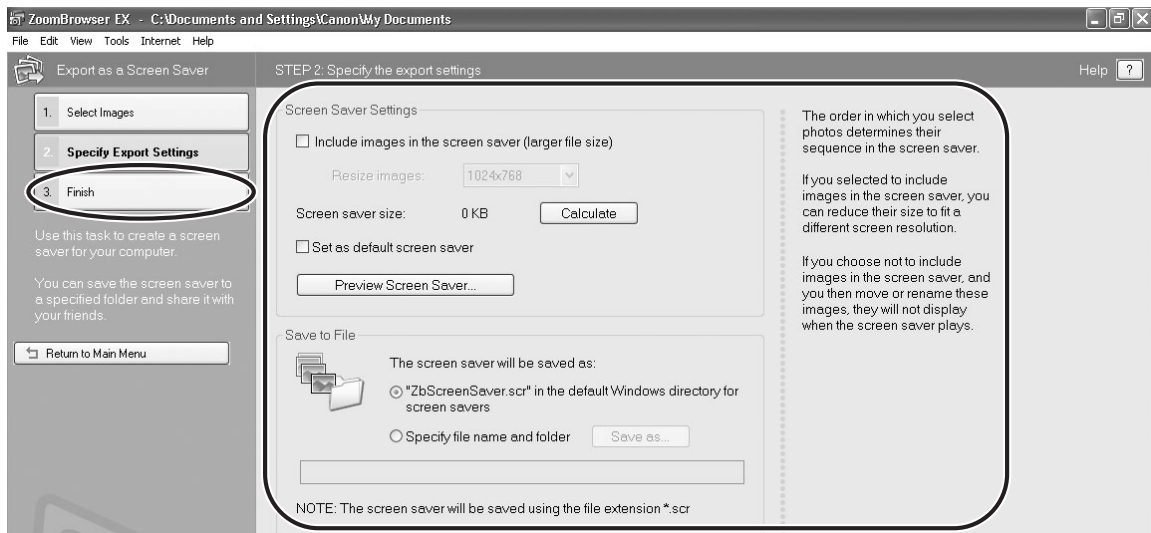 ZoomBrowser EX - C:\Documents and Settings\Canon\My Documents
File Edit View Tools Internet Help
Export as a Screen Saver
STEP 2: Specify the export settings
Help ?
1. Select Images
2. Specify Export Settings
3. Finish
Use this task to create a screen
saver for your computer.
You can save the screen saver to
a specified folder and share it with
your friends.
Return to Main Menu
Screen Saver Settings
Include images in the screen saver (larger file size)
Resize images: 1024x768
Screen saver size: 0 KB Calculate
Set as default screen saver
Preview Screen Saver...
Save to File
The screen saver will be saved as:
"ZbScreenSaver.scr" in the default Windows directory for
screen savers
Specify file name and folder Save as...
NOTE: The screen saver will be saved using the file extension *.scr
The order in which you select
photos determines their
sequence in the screen saver.
If you selected to include
images in the screen saver, you
can reduce their size to fit a
different screen resolution.
If you choose not to include
images in the screen saver, and
you then move or rename these
images, they will not display
when the screen saver plays.